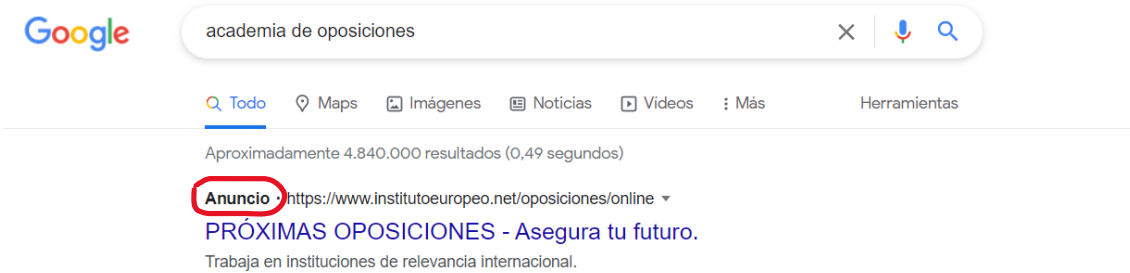 Google
academia de oposiciones
Todo Maps Imágenes Noticias Vídeos Más Herramientas
Aproximadamente 4.840.000 resultados (0,49 segundos)
Anuncio · https://www.institutoeuropeo.net/oposiciones/online
PRÓXIMAS OPOSICIONES - Asegura tu futuro.
Trabaja en instituciones de relevancia internacional.